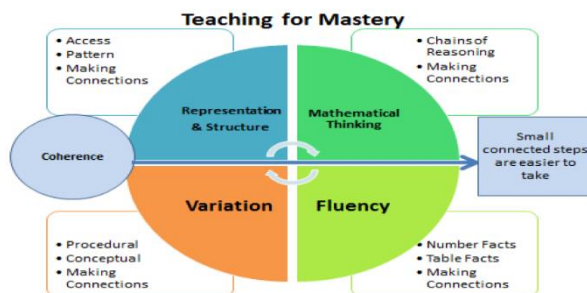 Teaching for Mastery
• Access
• Pattern
• Making
Connections
• Chains of
Reasoning
• Making
Connections
Representation
& Structure
Mathematical
Thinking
Coherence
Small
connected steps
are easier to
take
Variation
Fluency
• Procedural
• Conceptual
• Making
Connections
• Number Facts
• Table Facts
• Making
Connections